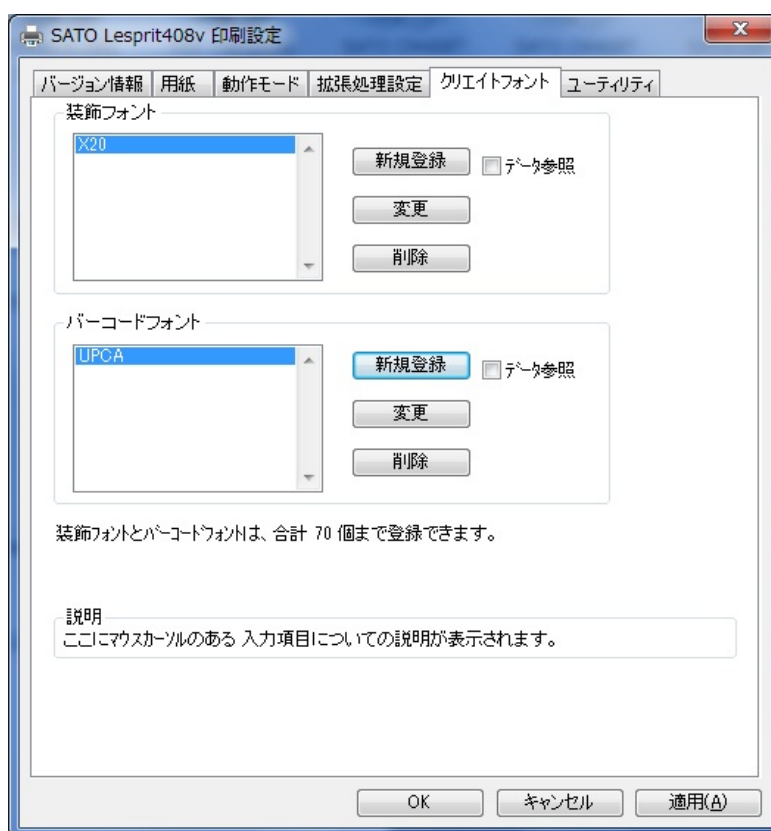 SATO Lesprit408v 印刷設定
バージョン情報 用紙 動作モード 拡張処理設定 クリエイトフォント ユーティリティ
装飾フォント
X20
新規登録 データ参照
変更
削除
バーコードフォント
UPCA
新規登録 データ参照
変更
削除
装飾フォントとバーコードフォントは、合計 70 個まで登録できます。
説明
ここにマウスカーソルのある 入力項目についての説明が表示されます。
OK キャンセル 適用(A)